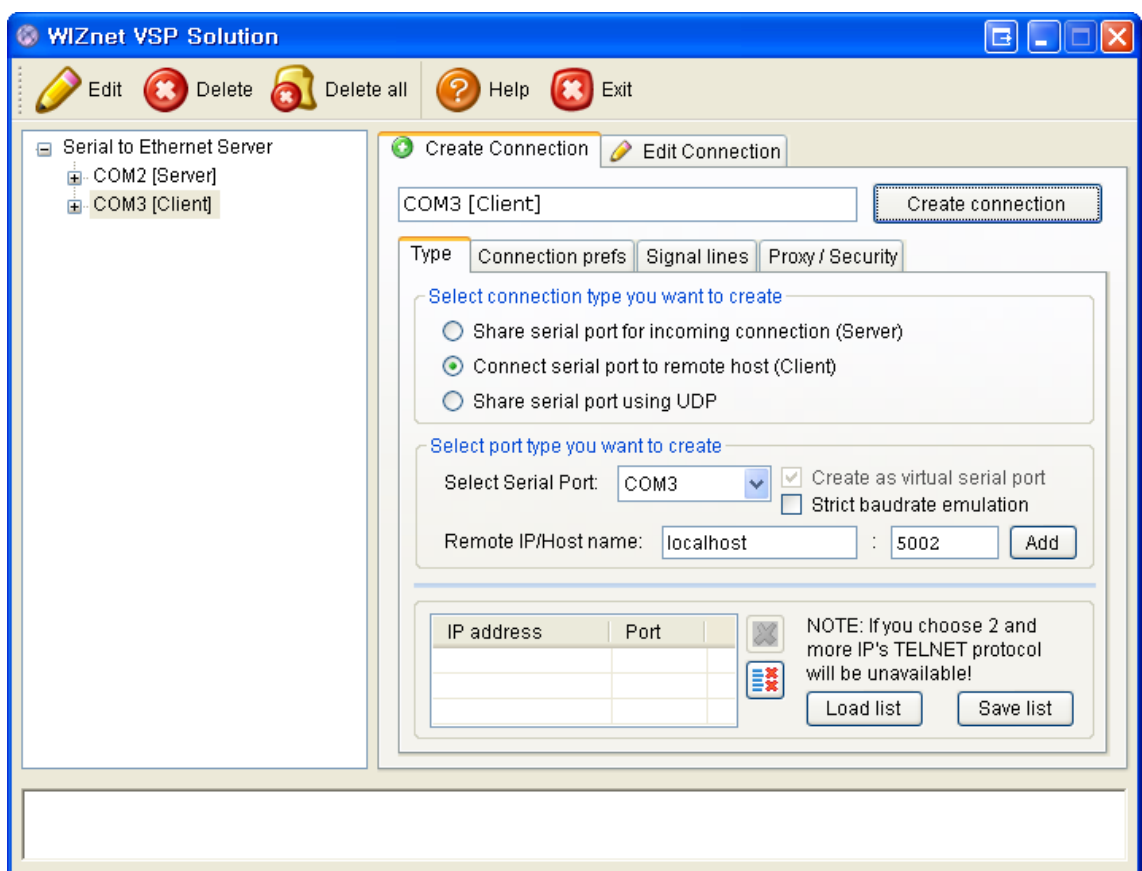 WIZnet VSP Solution
Edit Delete Delete all Help Exit
Serial to Ethernet Server
COM2 [Server]
COM3 [Client]
Create Connection Edit Connection
COM3 [Client] Create connection
Type Connection prefs Signal lines Proxy / Security
Select connection type you want to create
Share serial port for incoming connection (Server)
Connect serial port to remote host (Client)
Share serial port using UDP
Select port type you want to create
Select Serial Port: COM3 Create as virtual serial port
Strict baudrate emulation
Remote IP/Host name: localhost : 5002 Add
IP address Port
NOTE: If you choose 2 and
more IP's TELNET protocol
will be unavailable!
Load list Save list